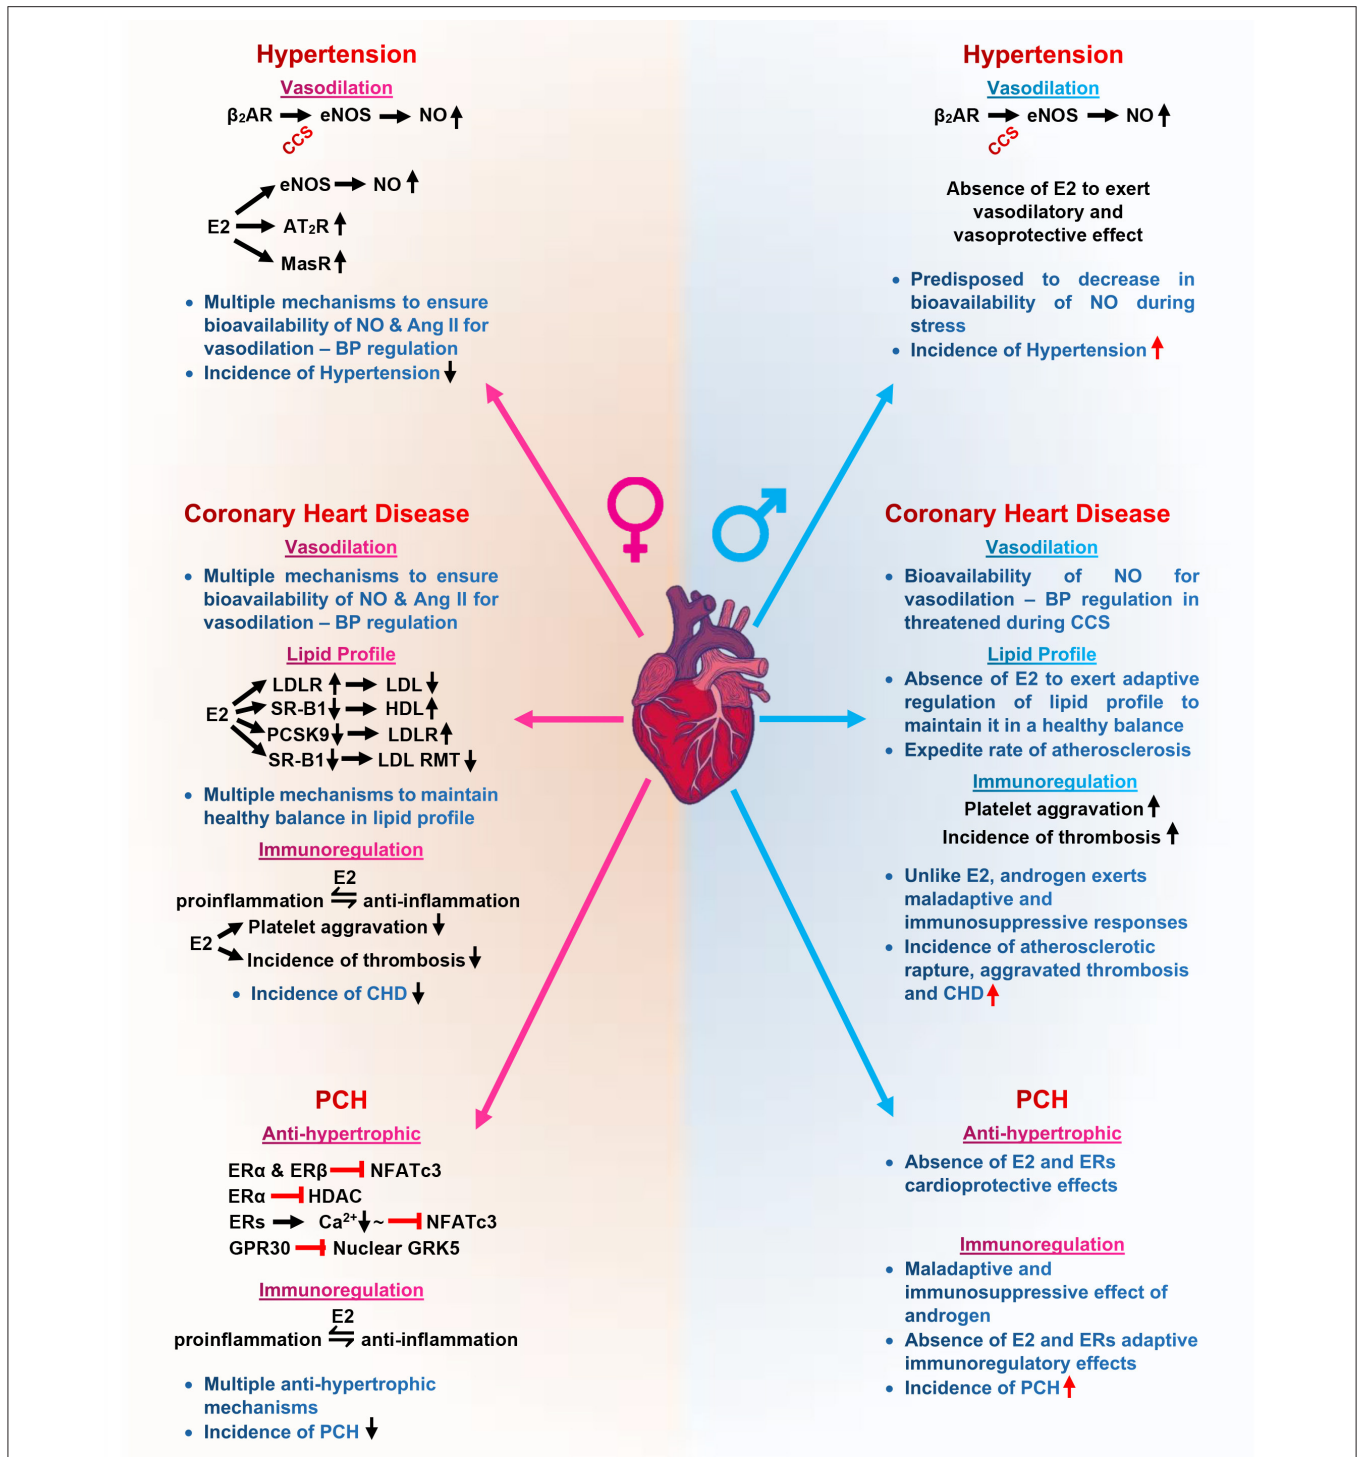 Hypertension
Vasodilation
β₂AR → eNOS → NO ↑
CCS
eNOS → NO ↑
E2 → AT₂R ↑
MasR ↑
• Multiple mechanisms to ensure
bioavailability of NO & Ang II for
vasodilation – BP regulation
• Incidence of Hypertension ↓
Coronary Heart Disease
Vasodilation
• Multiple mechanisms to ensure
bioavailability of NO & Ang II for
vasodilation – BP regulation
Lipid Profile
LDLR ↑ → LDL ↓
SR-B1 ↓ → HDL ↑
E2
PCSK9 ↓ → LDLR ↑
SR-B1 ↓ → LDL RMT ↓
• Multiple mechanisms to maintain
healthy balance in lipid profile
Immunoregulation
E2
proinflammation ⇌ anti-inflammation
Platelet aggravation ↓
E2
Incidence of thrombosis ↓
• Incidence of CHD ↓
PCH
Anti-hypertrophic
ERα & ERβ ⊣ NFATc3
ERα ⊣ HDAC
ERs → Ca²⁺ ↓ ~ ⊣ NFATc3
GPR30 ⊣ Nuclear GRK5
Immunoregulation
E2
proinflammation ⇌ anti-inflammation
• Multiple anti-hypertrophic
mechanisms
• Incidence of PCH ↓
Hypertension
Vasodilation
β₂AR → eNOS → NO ↑
CCS
Absence of E2 to exert
vasodilatory and
vasoprotective effect
• Predisposed to decrease in
bioavailability of NO during
stress
• Incidence of Hypertension ↑
Coronary Heart Disease
Vasodilation
• Bioavailability of NO for
vasodilation – BP regulation in
threatened during CCS
Lipid Profile
• Absence of E2 to exert adaptive
regulation of lipid profile to
maintain it in a healthy balance
• Expedite rate of atherosclerosis
Immunoregulation
Platelet aggravation ↑
Incidence of thrombosis ↑
• Unlike E2, androgen exerts
maladaptive and
immunosuppressive responses
• Incidence of atherosclerotic
rapture, aggravated thrombosis
and CHD ↑
PCH
Anti-hypertrophic
• Absence of E2 and ERs
cardioprotective effects
Immunoregulation
• Maladaptive and
immunosuppressive effect of
androgen
• Absence of E2 and ERs adaptive
immunoregulatory effects
• Incidence of PCH ↑